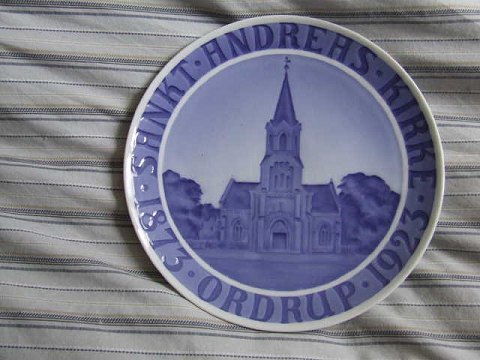 1873 · SANKT · ANDREAS · KIRKE · 1923 · ORDRUP ·